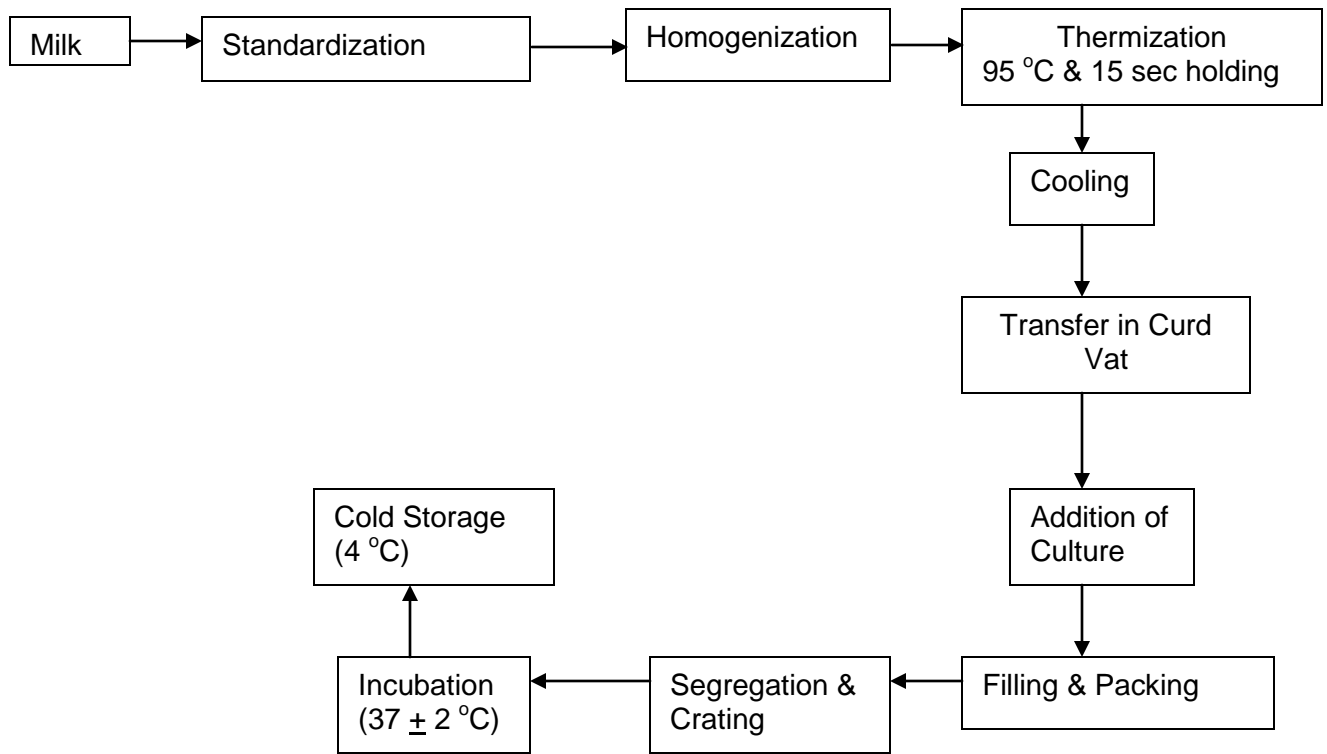 Milk
Standardization
Homogenization
Thermization
95 °C & 15 sec holding
Cooling
Transfer in Curd
Vat
Addition of
Culture
Filling & Packing
Segregation &
Crating
Incubation
(37 ± 2 °C)
Cold Storage
(4 °C)